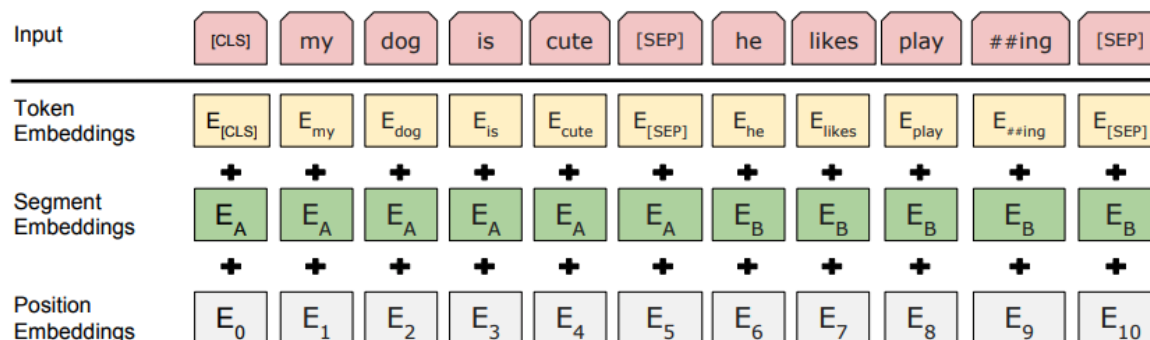 Input [CLS] my dog is cute [SEP] he likes play ##ing [SEP]
Token
Embeddings E[CLS] Emy Edog Eis Ecute E[SEP] Ehe Elikes Eplay E##ing E[SEP]
+ + + + + + + + + + +
Segment
Embeddings EA EA EA EA EA EA EB EB EB EB EB
+ + + + + + + + + + +
Position
Embeddings E0 E1 E2 E3 E4 E5 E6 E7 E8 E9 E10